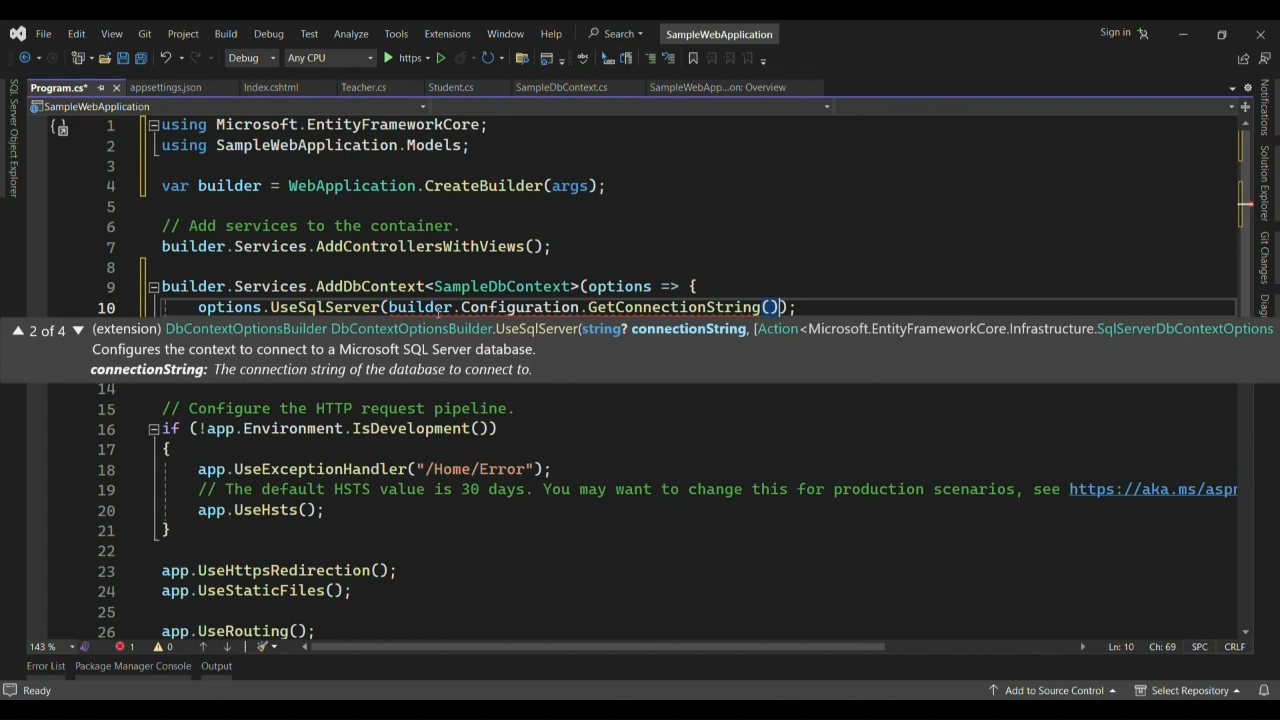 File Edit View Git Project Build Debug Test Analyze Tools Extensions Window Help Search SampleWebApplication Sign in
Debug Any CPU https
Program.cs* appsettings.json Index.cshtml Teacher.cs Student.cs SampleDbContext.cs SampleWebApp...on: Overview
SampleWebApplication
SQL Server Object Explorer
1 using Microsoft.EntityFrameworkCore;
2 using SampleWebApplication.Models;
3
4 var builder = WebApplication.CreateBuilder(args);
5
6 // Add services to the container.
7 builder.Services.AddControllersWithViews();
8
9 builder.Services.AddDbContext<SampleDbContext>(options => {
10 options.UseSqlServer(builder.Configuration.GetConnectionString());
2 of 4 (extension) DbContextOptionsBuilder DbContextOptionsBuilder.UseSqlServer(string? connectionString, [Action<Microsoft.EntityFrameworkCore.Infrastructure.SqlServerDbContextOptions
Configures the context to connect to a Microsoft SQL Server database.
connectionString: The connection string of the database to connect to.
14
15 // Configure the HTTP request pipeline.
16 if (!app.Environment.IsDevelopment())
17 {
18 app.UseExceptionHandler("/Home/Error");
19 // The default HSTS value is 30 days. You may want to change this for production scenarios, see https://aka.ms/aspr
20 app.UseHsts();
21 }
22
23 app.UseHttpsRedirection();
24 app.UseStaticFiles();
25
26 app.UseRouting();
Notifications
Solution Explorer
Git Changes
Diag
143 % 1 0 Ln: 10 Ch: 69 SPC CRLF
Error List Package Manager Console Output
Ready Add to Source Control Select Repository